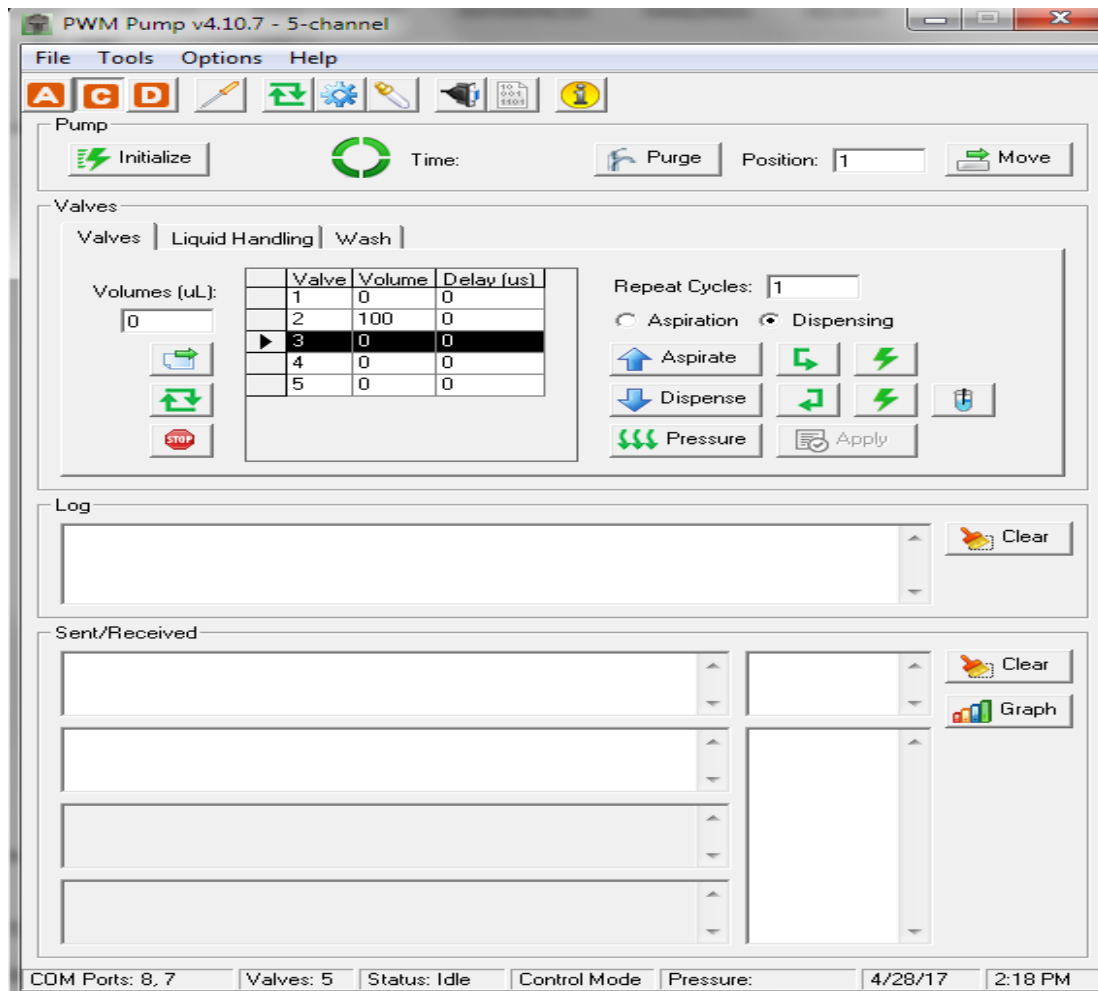 PWM Pump v4.10.7 - 5-channel
File Tools Options Help
A C D
Pump
Initialize Time: Purge Position: 1 Move
Valves
Valves Liquid Handling Wash
Volumes (uL):
0
Valve Volume Delay (us)
1 0 0
2 100 0
3 0 0
4 0 0
5 0 0
STOP
Repeat Cycles: 1
Aspiration Dispensing
Aspirate
Dispense
Pressure Apply
Log
Clear
Sent/Received
Clear
Graph
COM Ports: 8, 7 Valves: 5 Status: Idle Control Mode Pressure: 4/28/17 2:18 PM